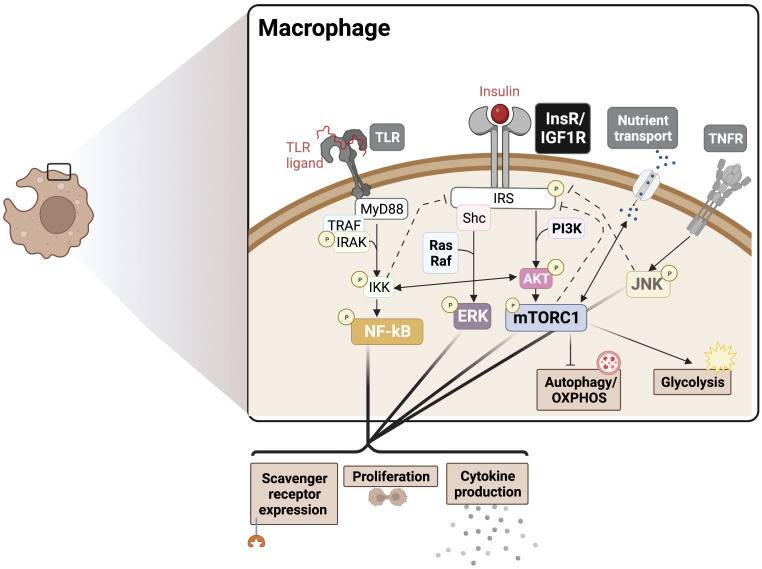 Macrophage
Insulin
TLR
ligand
TLR
InsR/
IGF1R
Nutrient
transport
TNFR
MyD88
TRAF
P
IRAK
IRS
P
Shc
PI3K
Ras
Raf
P
IKK
AKT
P
JNK
P
P
NF-kB
P
ERK
P
mTORC1
Autophagy/
OXPHOS
Glycolysis
Scavenger
receptor
expression
Proliferation
Cytokine
production